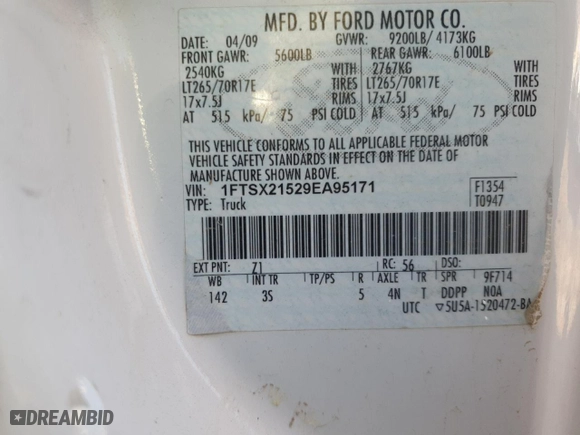 MFD. BY FORD MOTOR CO.
DATE: 04/09 GVWR: 9200LB/ 4173KG
FRONT GAWR: 5600LB REAR GAWR: 6100LB
2540KG WITH 2767KG WITH
LT265/70R17E TIRES LT265/70R17E TIRES
17x7.5J RIMS 17x7.5J RIMS
AT 515 kPa/ 75 PSI COLD AT 515 kPa/ 75 PSI COLD
THIS VEHICLE CONFORMS TO ALL APPLICABLE FEDERAL MOTOR
VEHICLE SAFETY STANDARDS IN EFFECT ON THE DATE OF
MANUFACTURE SHOWN ABOVE.
VIN: 1FTSX21529EA95171 F1354
TYPE: Truck T0947
EXT PNT: Z1 RC: 56 DSO:
WB INT TR TP/PS R AXLE TR SPR 9F714
142 3S 5 4N T DDPP NOA
UTC ▽5U5A-1520472-BA
DREAMBID